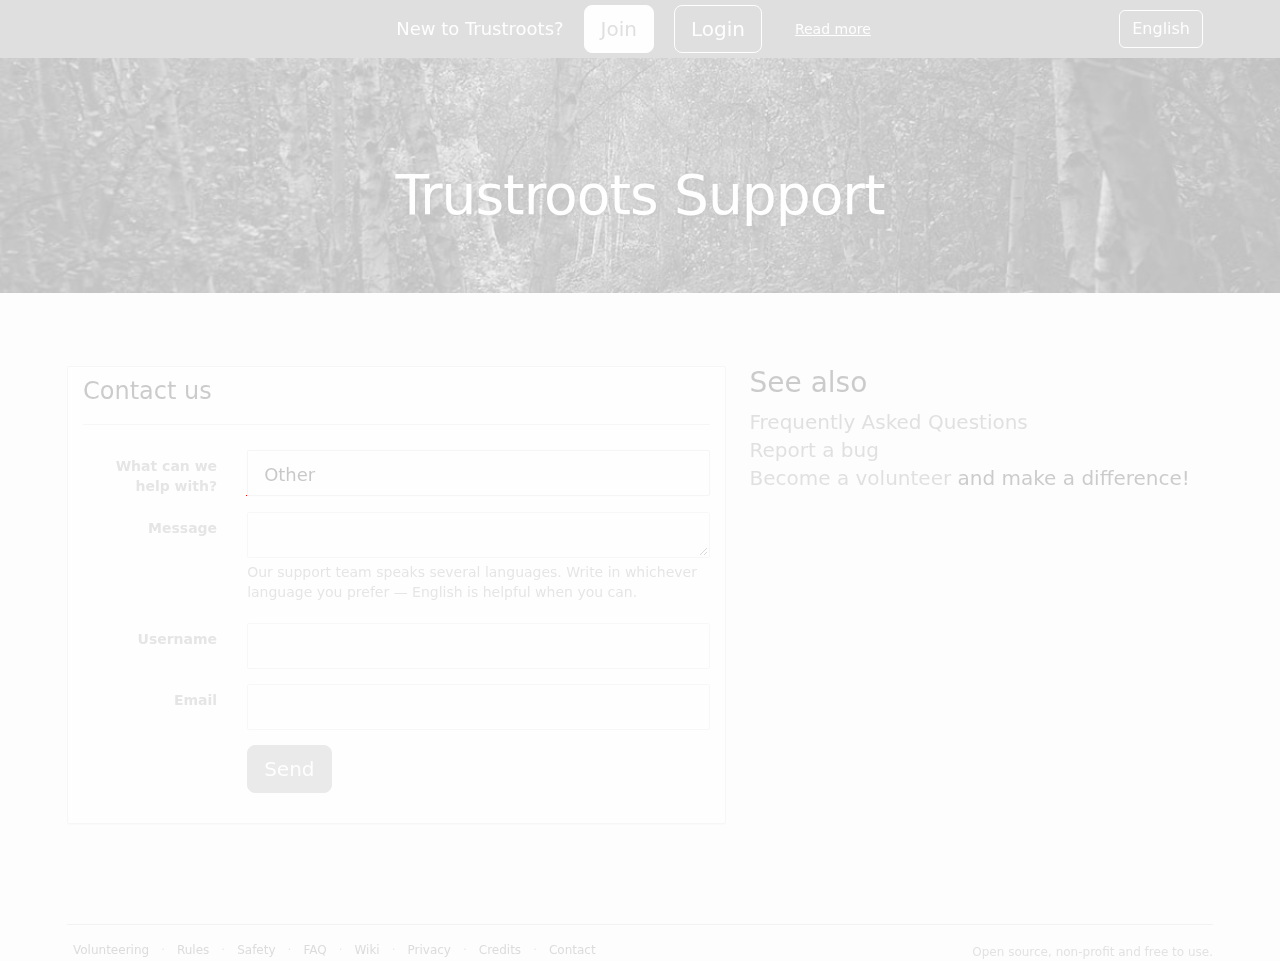 New to Trustroots? Join Login Read more English
Trustroots Support
Contact us
What can we
help with?
Other
Message
Our support team speaks several languages. Write in whichever
language you prefer — English is helpful when you can.
Username
Email
Send
See also
Frequently Asked Questions
Report a bug
Become a volunteer and make a difference!
Volunteering · Rules · Safety · FAQ · Wiki · Privacy · Credits · Contact
Open source, non-profit and free to use.